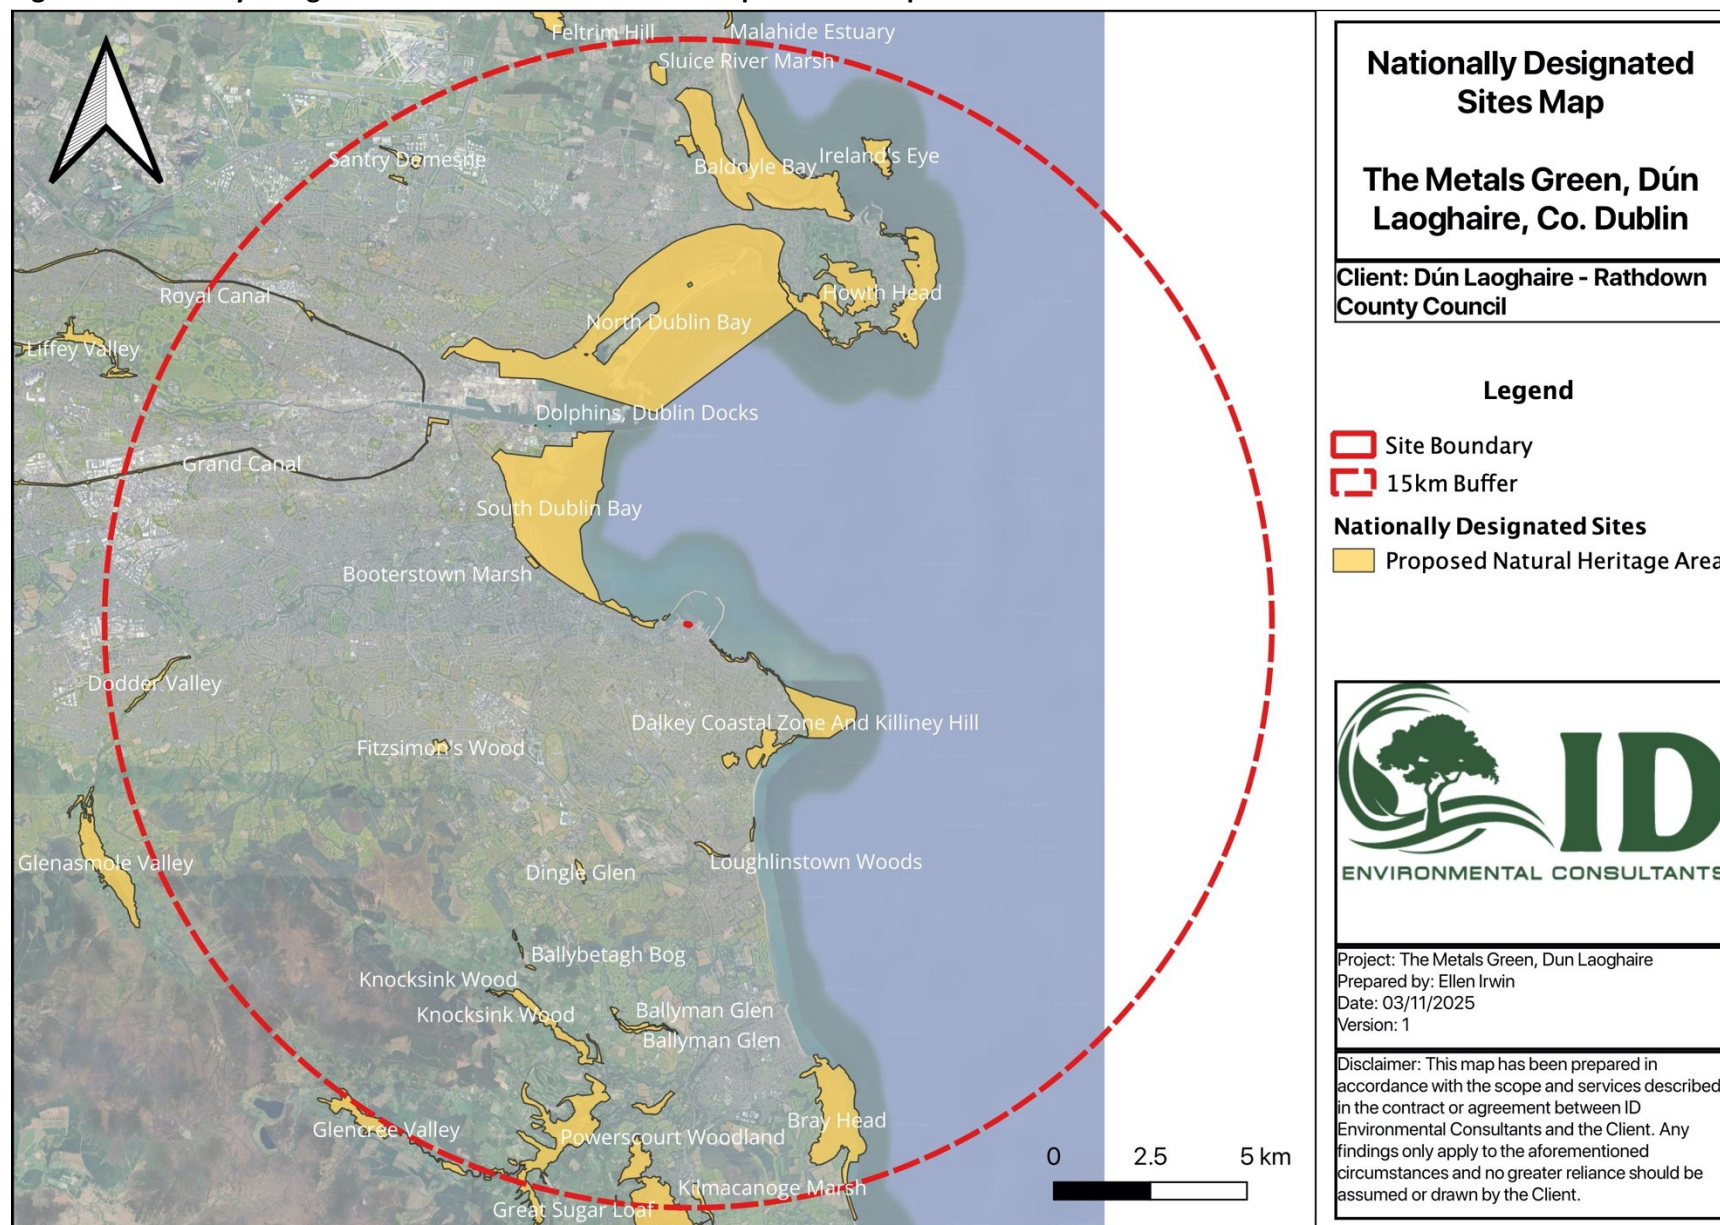 Feltrim Hill
Malahide Estuary
Sluice River Marsh
Santry Demesne
Baldoyle Bay
Ireland's Eye
Royal Canal
Howth Head
North Dublin Bay
Liffey Valley
Dolphins, Dublin Docks
Grand Canal
South Dublin Bay
Booterstown Marsh
Dodder Valley
Dalkey Coastal Zone And Killiney Hill
Fitzsimon's Wood
Glenasmole Valley
Dingle Glen
Loughlinstown Woods
Ballybetagh Bog
Knocksink Wood
Knocksink Wood
Ballyman Glen
Ballyman Glen
Glencree Valley
Powerscourt Woodland
Bray Head
Kilmacanoge Marsh
Great Sugar Loaf
0 2.5 5 km
Nationally Designated
Sites Map
The Metals Green, Dún
Laoghaire, Co. Dublin
Client: Dún Laoghaire - Rathdown
County Council
Legend
Site Boundary
15km Buffer
Nationally Designated Sites
Proposed Natural Heritage Area
ID
ENVIRONMENTAL CONSULTANTS
Project: The Metals Green, Dun Laoghaire
Prepared by: Ellen Irwin
Date: 03/11/2025
Version: 1
Disclaimer: This map has been prepared in
accordance with the scope and services described
in the contract or agreement between ID
Environmental Consultants and the Client. Any
findings only apply to the aforementioned
circumstances and no greater reliance should be
assumed or drawn by the Client.